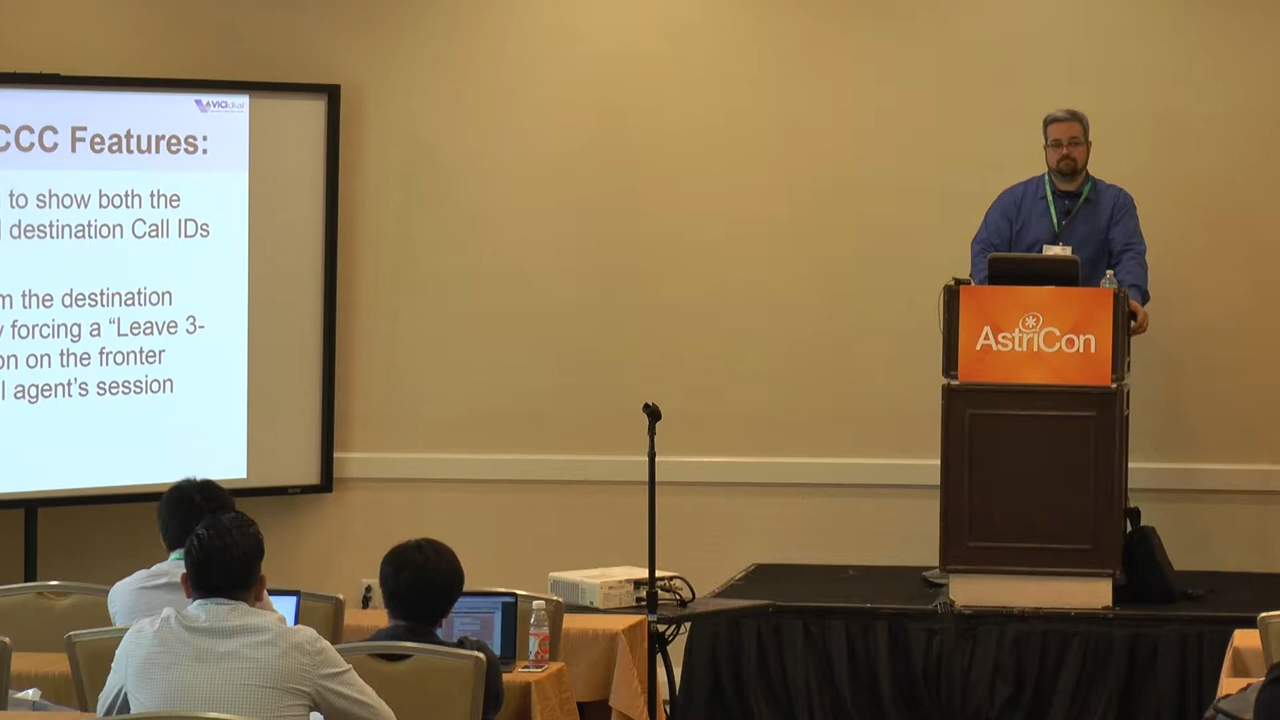 VICIdial
CCC Features:
to show both the
destination Call IDs
m the destination
forcing a “Leave 3-
on on the fronter
agent's session
AstriCon